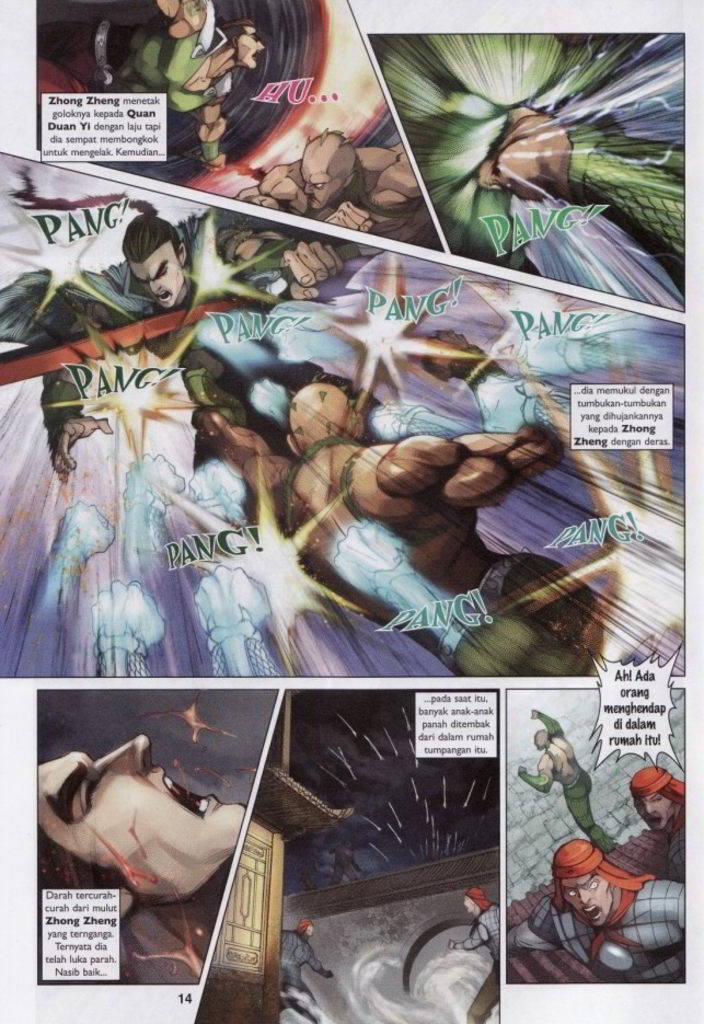 Zhong Zheng menetak
goloknya kepada Quan
Duan Yi dengan laju tapi
dia sempat membongkok
untuk mengelak. Kemudian...
HU...
PANG!
PANG!
PANG!
PANG!
PANG!
PANG!
...dia memukul dengan
tumbukan-tumbukan
yang dihujankannya
kepada Zhong
Zheng dengan deras.
PANG!
PANG!
PANG!
Darah tercurah-
curah dari mulut
Zhong Zheng
yang ternganga.
Ternyata dia
telah luka parah.
Nasib baik...
...pada saat itu,
banyak anak-anak
panah ditembak
dari dalam rumah
tumpangan itu.
Ah! Ada
orang
menghendap
di dalam
rumah itu!
14